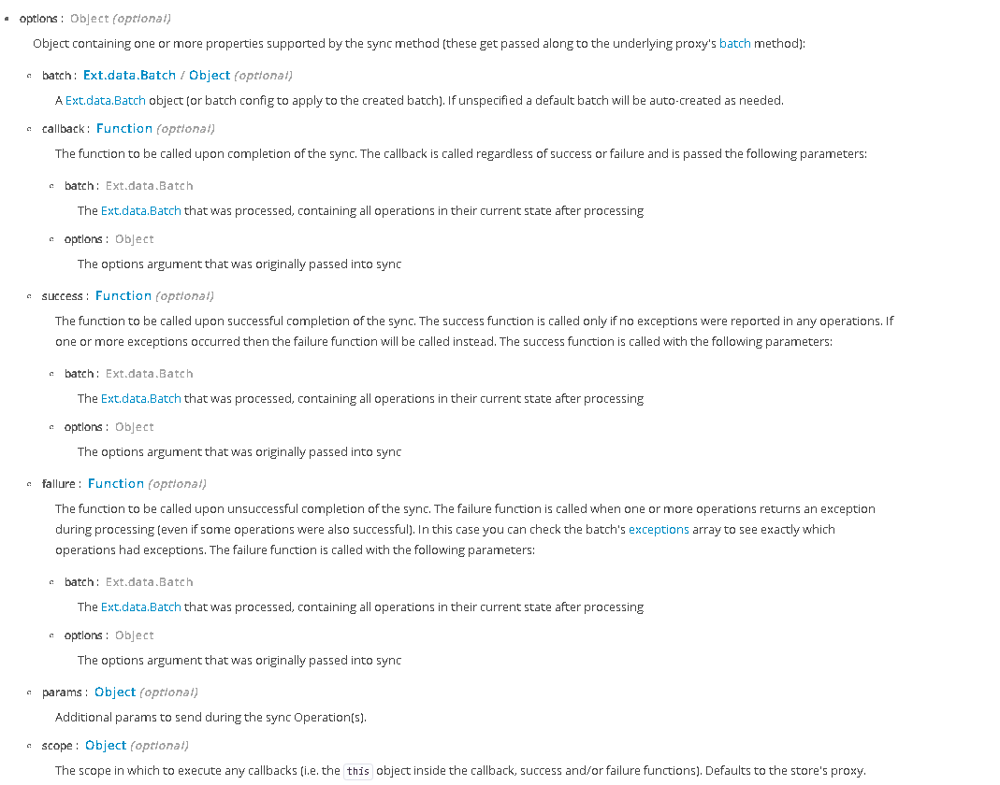 options : Object (optional)
Object containing one or more properties supported by the sync method (these get passed along to the underlying proxy's batch method):
batch : Ext.data.Batch / Object (optional)
A Ext.data.Batch object (or batch config to apply to the created batch). If unspecified a default batch will be auto-created as needed.
callback : Function (optional)
The function to be called upon completion of the sync. The callback is called regardless of success or failure and is passed the following parameters:
batch : Ext.data.Batch
The Ext.data.Batch that was processed, containing all operations in their current state after processing
options : Object
The options argument that was originally passed into sync
success : Function (optional)
The function to be called upon successful completion of the sync. The success function is called only if no exceptions were reported in any operations. If
one or more exceptions occurred then the failure function will be called instead. The success function is called with the following parameters:
batch : Ext.data.Batch
The Ext.data.Batch that was processed, containing all operations in their current state after processing
options : Object
The options argument that was originally passed into sync
failure : Function (optional)
The function to be called upon unsuccessful completion of the sync. The failure function is called when one or more operations returns an exception
during processing (even if some operations were also successful). In this case you can check the batch's exceptions array to see exactly which
operations had exceptions. The failure function is called with the following parameters:
batch : Ext.data.Batch
The Ext.data.Batch that was processed, containing all operations in their current state after processing
options : Object
The options argument that was originally passed into sync
params : Object (optional)
Additional params to send during the sync Operation(s).
scope : Object (optional)
The scope in which to execute any callbacks (i.e. the this object inside the callback, success and/or failure functions). Defaults to the store's proxy.